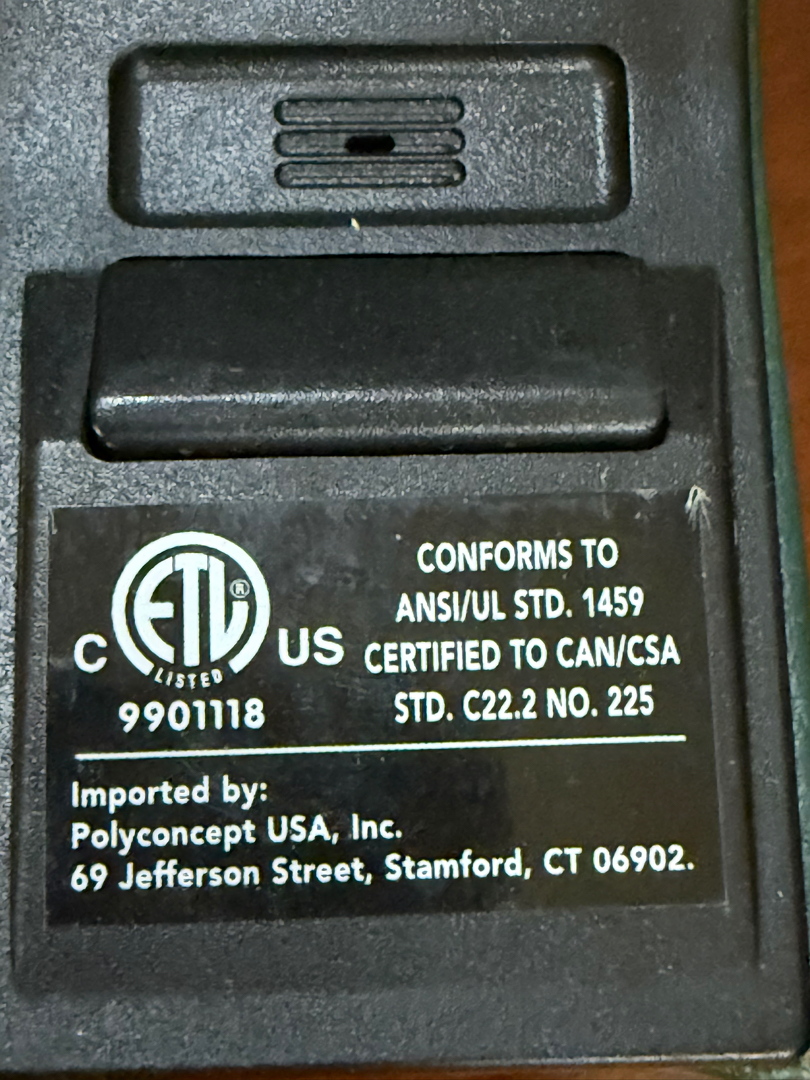 C ETL® US
LISTED
9901118
CONFORMS TO
ANSI/UL STD. 1459
CERTIFIED TO CAN/CSA
STD. C22.2 NO. 225
Imported by:
Polyconcept USA, Inc.
69 Jefferson Street, Stamford, CT 06902.